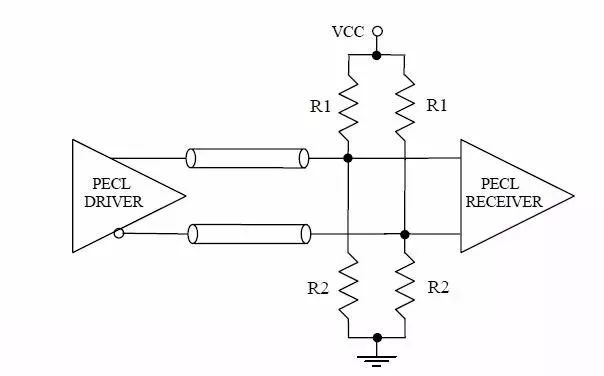 VCC
R1
R1
PECL
DRIVER
PECL
RECEIVER
R2
R2